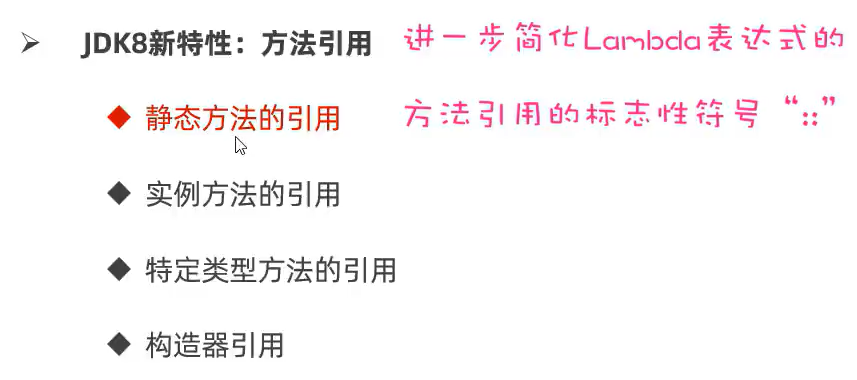 JDK8新特性：方法引用 进一步简化Lambda表达式的
静态方法的引用 方法引用的标志性符号“::”
实例方法的引用
特定类型方法的引用
构造器引用